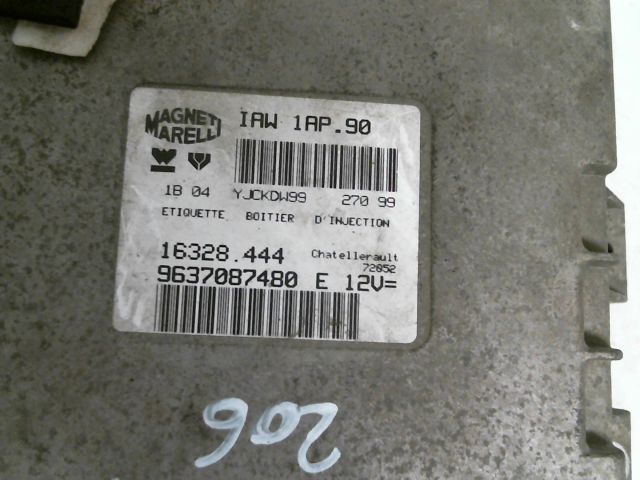 MAGNETI
MARELLI
IAW 1AP.90
1B 04 YJCKDW99 270 99
ETIQUETTE BOITIER D'INJECTION
16328.444 Chatellerault
72052
9637087480 E 12V=
206